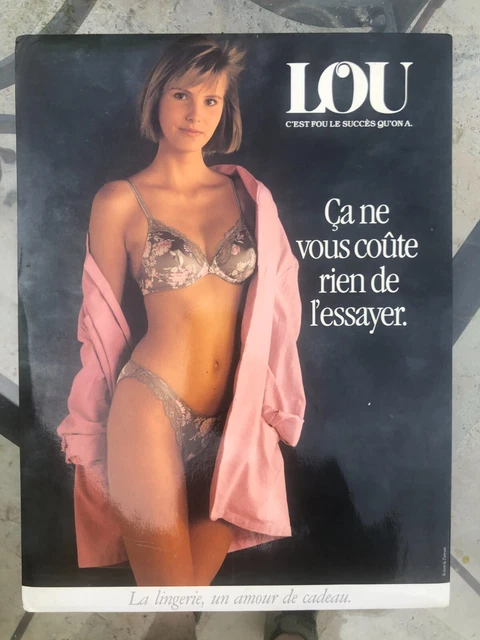 LOU
C'EST FOU LE SUCCÈS QU'ON A.
Ça ne
vous coûte
rien de
l'essayer.
La lingerie, un amour de cadeau.